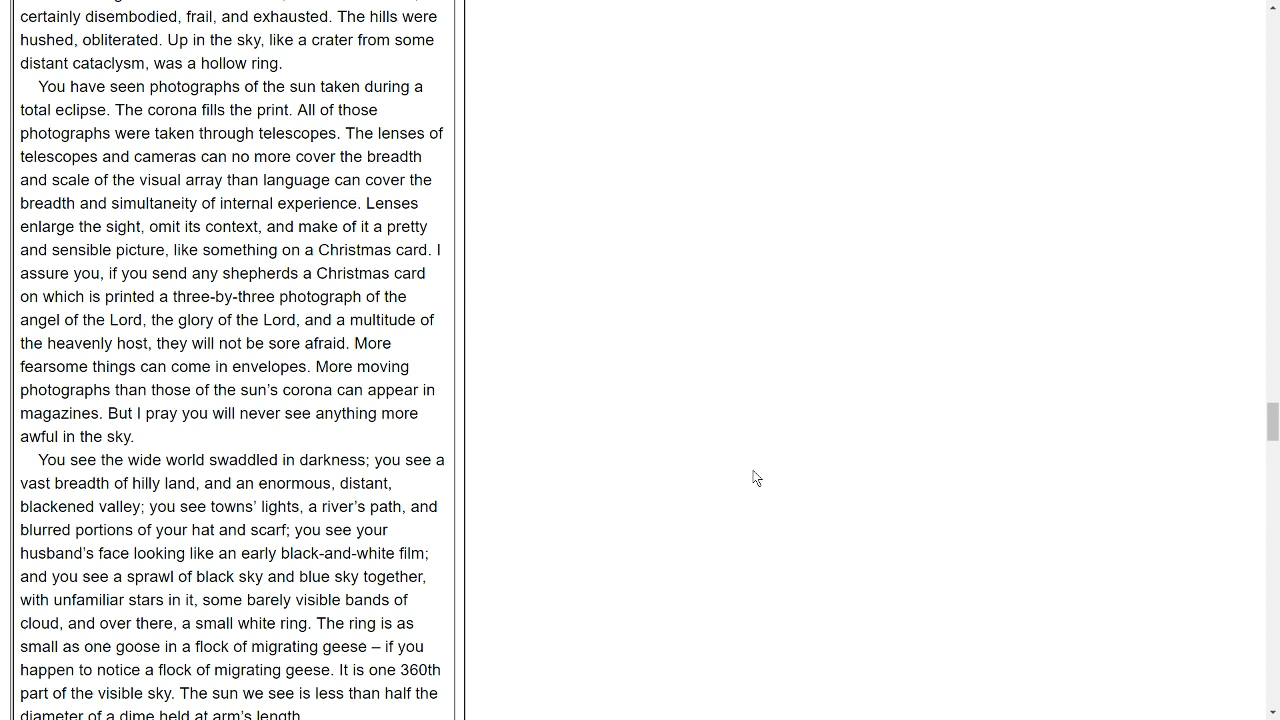 certainly disembodied, frail, and exhausted. The hills were
hushed, obliterated. Up in the sky, like a crater from some
distant cataclysm, was a hollow ring.
You have seen photographs of the sun taken during a
total eclipse. The corona fills the print. All of those
photographs were taken through telescopes. The lenses of
telescopes and cameras can no more cover the breadth
and scale of the visual array than language can cover the
breadth and simultaneity of internal experience. Lenses
enlarge the sight, omit its context, and make of it a pretty
and sensible picture, like something on a Christmas card. I
assure you, if you send any shepherds a Christmas card
on which is printed a three-by-three photograph of the
angel of the Lord, the glory of the Lord, and a multitude of
the heavenly host, they will not be sore afraid. More
fearsome things can come in envelopes. More moving
photographs than those of the sun’s corona can appear in
magazines. But I pray you will never see anything more
awful in the sky.
You see the wide world swaddled in darkness; you see a
vast breadth of hilly land, and an enormous, distant,
blackened valley; you see towns’ lights, a river’s path, and
blurred portions of your hat and scarf; you see your
husband’s face looking like an early black-and-white film;
and you see a sprawl of black sky and blue sky together,
with unfamiliar stars in it, some barely visible bands of
cloud, and over there, a small white ring. The ring is as
small as one goose in a flock of migrating geese – if you
happen to notice a flock of migrating geese. It is one 360th
part of the visible sky. The sun we see is less than half the
diameter of a dime held at arm’s length.